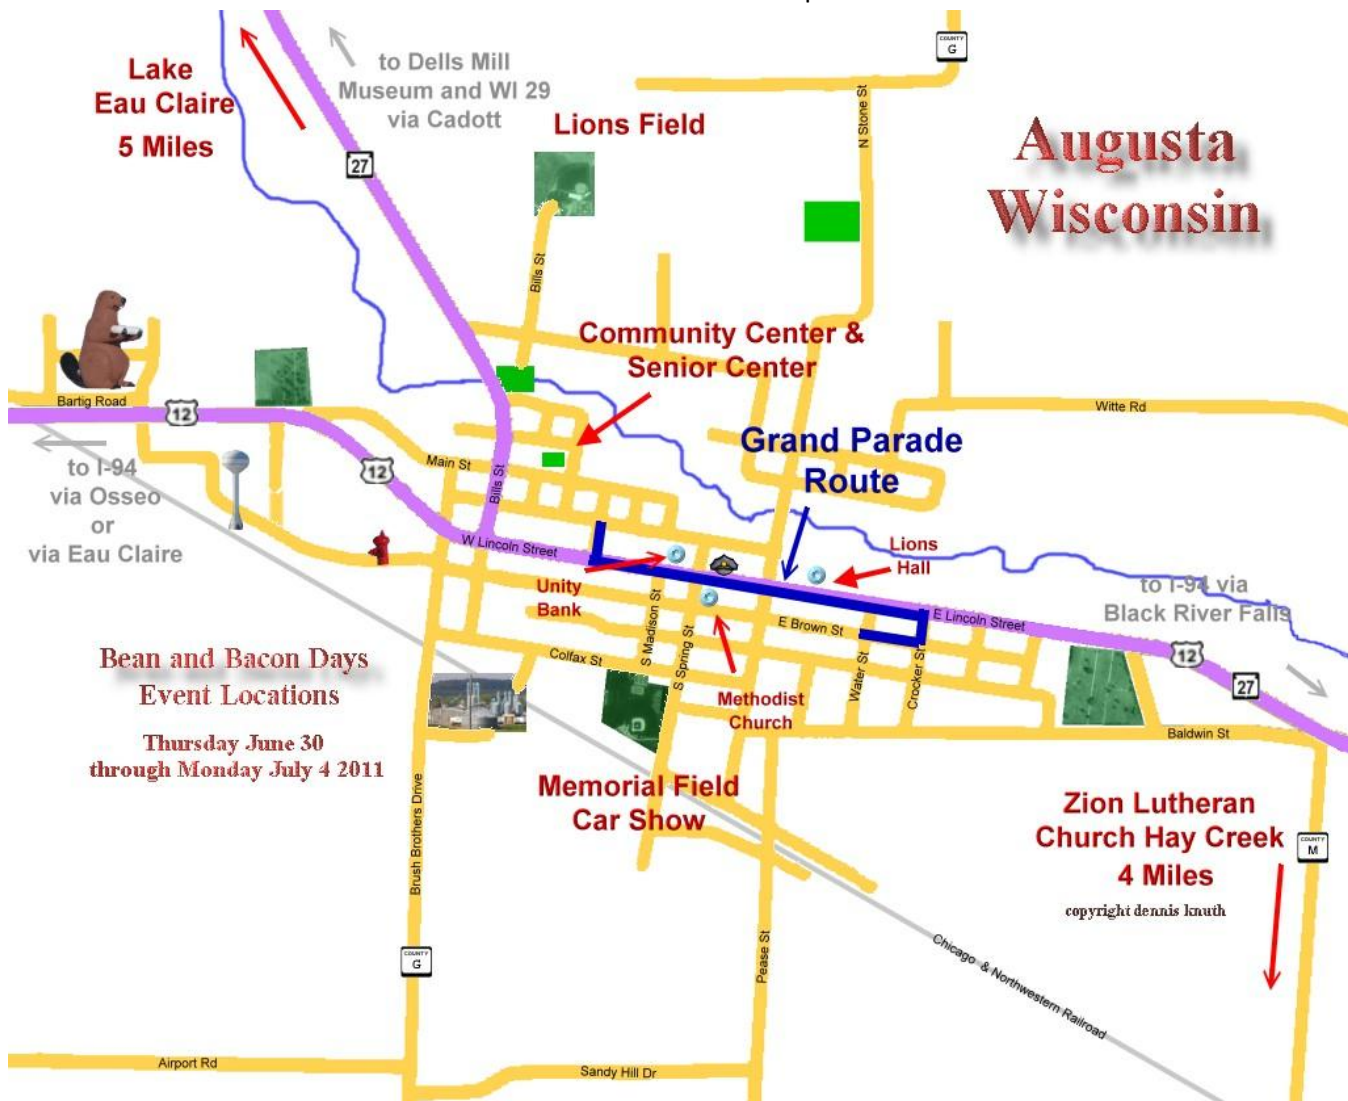 Lake
Eau Claire
5 Miles
to Dells Mill
Museum and WI 29
via Cadott
27
Lions Field
COUNTY
G
N Stone St
Augusta
Wisconsin
Bills St
Community Center &
Senior Center
Bartig Road
12
to I-94
via Osseo
or
via Eau Claire
12
Main St
Bills St
Witte Rd
Grand Parade
Route
W Lincoln Street
Unity
Bank
Lions
Hall
to I-94 via
Black River Falls
E Lincoln Street
E Brown St
S Madison St
S Spring St
Colfax St
Water St
Crocker St
Methodist
Church
12
27
Baldwin St
Bean and Bacon Days
Event Locations
Thursday June 30
through Monday July 4 2011
Memorial Field
Car Show
Brush Brothers Drive
Zion Lutheran
Church Hay Creek
4 Miles
COUNTY
M
copyright dennis knuth
COUNTY
G
Pease St
Chicago & Northwestern Railroad
Airport Rd
Sandy Hill Dr